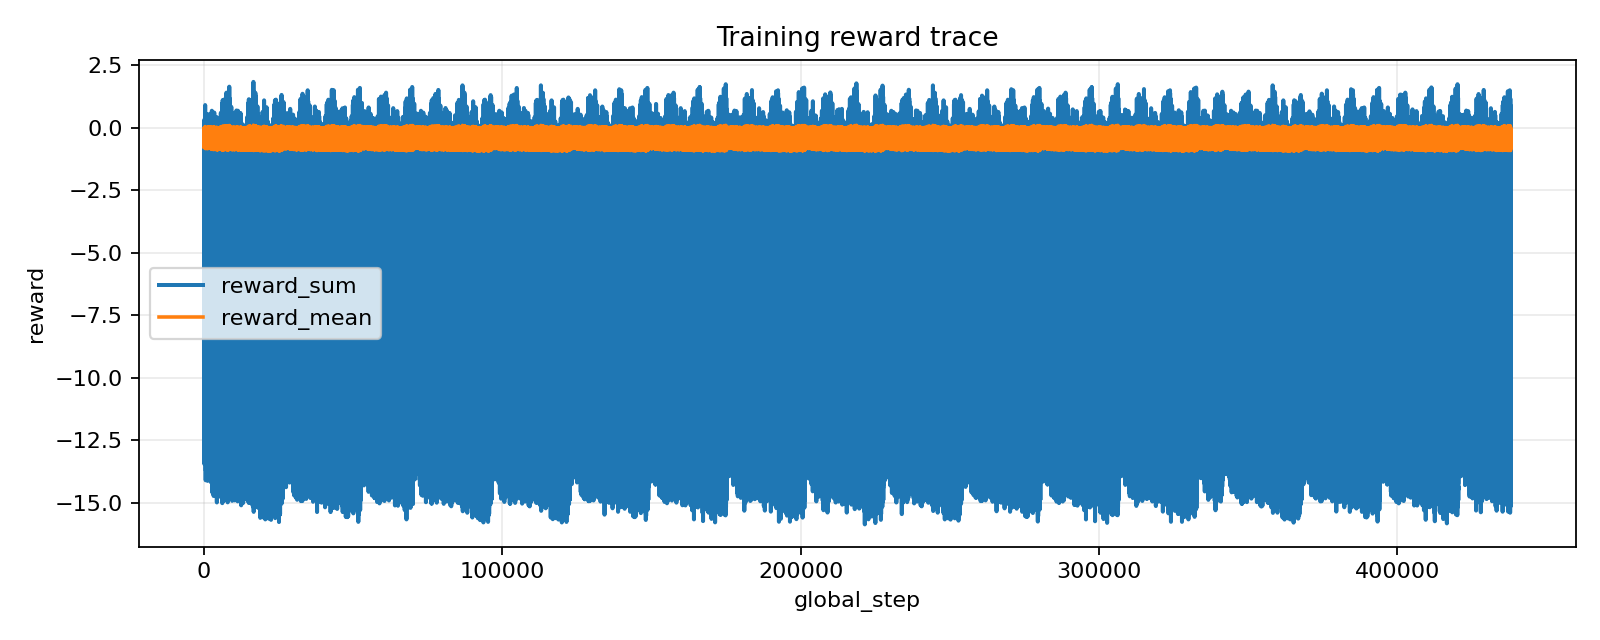 Training reward trace
2.5
0.0
−2.5
−5.0
−7.5
−10.0
−12.5
−15.0
reward
reward_sum
reward_mean
0
100000
200000
300000
400000
global_step